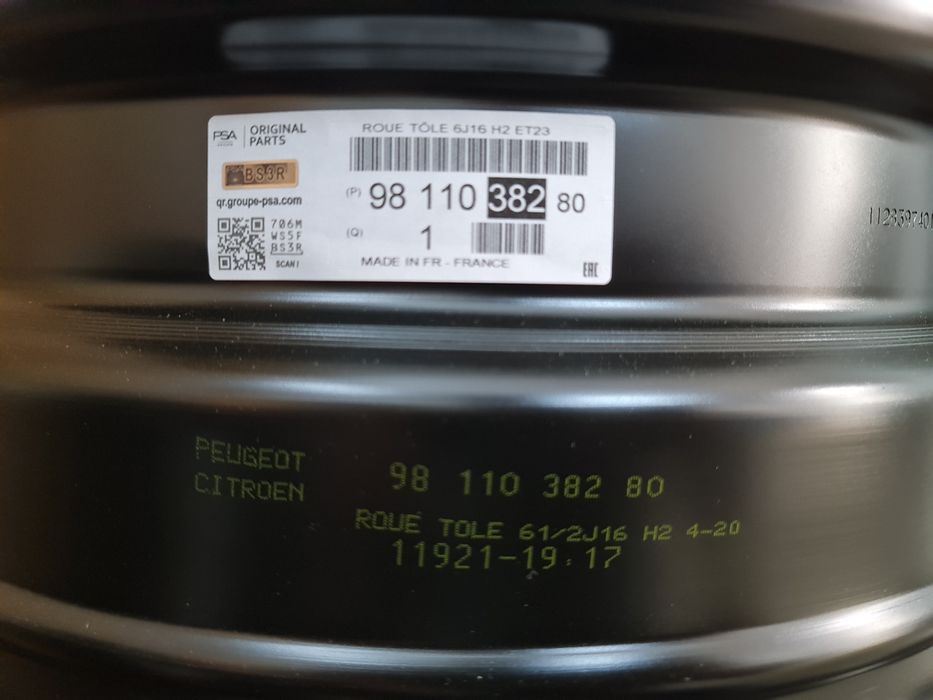 PSA
ORIGINAL
PARTS
ROUE TÔLE 6J16 H2 ET23
BS3R
qr.groupe-psa.com
(P) 98 110 382 80
706M
WS5F
BS3R
SCAN!
(Q) 1
MADE IN FR - FRANCE
EAC
PEUGEOT
CITROEN
98 110 382 80
ROUE TOLE 61/2J16 H2 4-20
11921-19:17